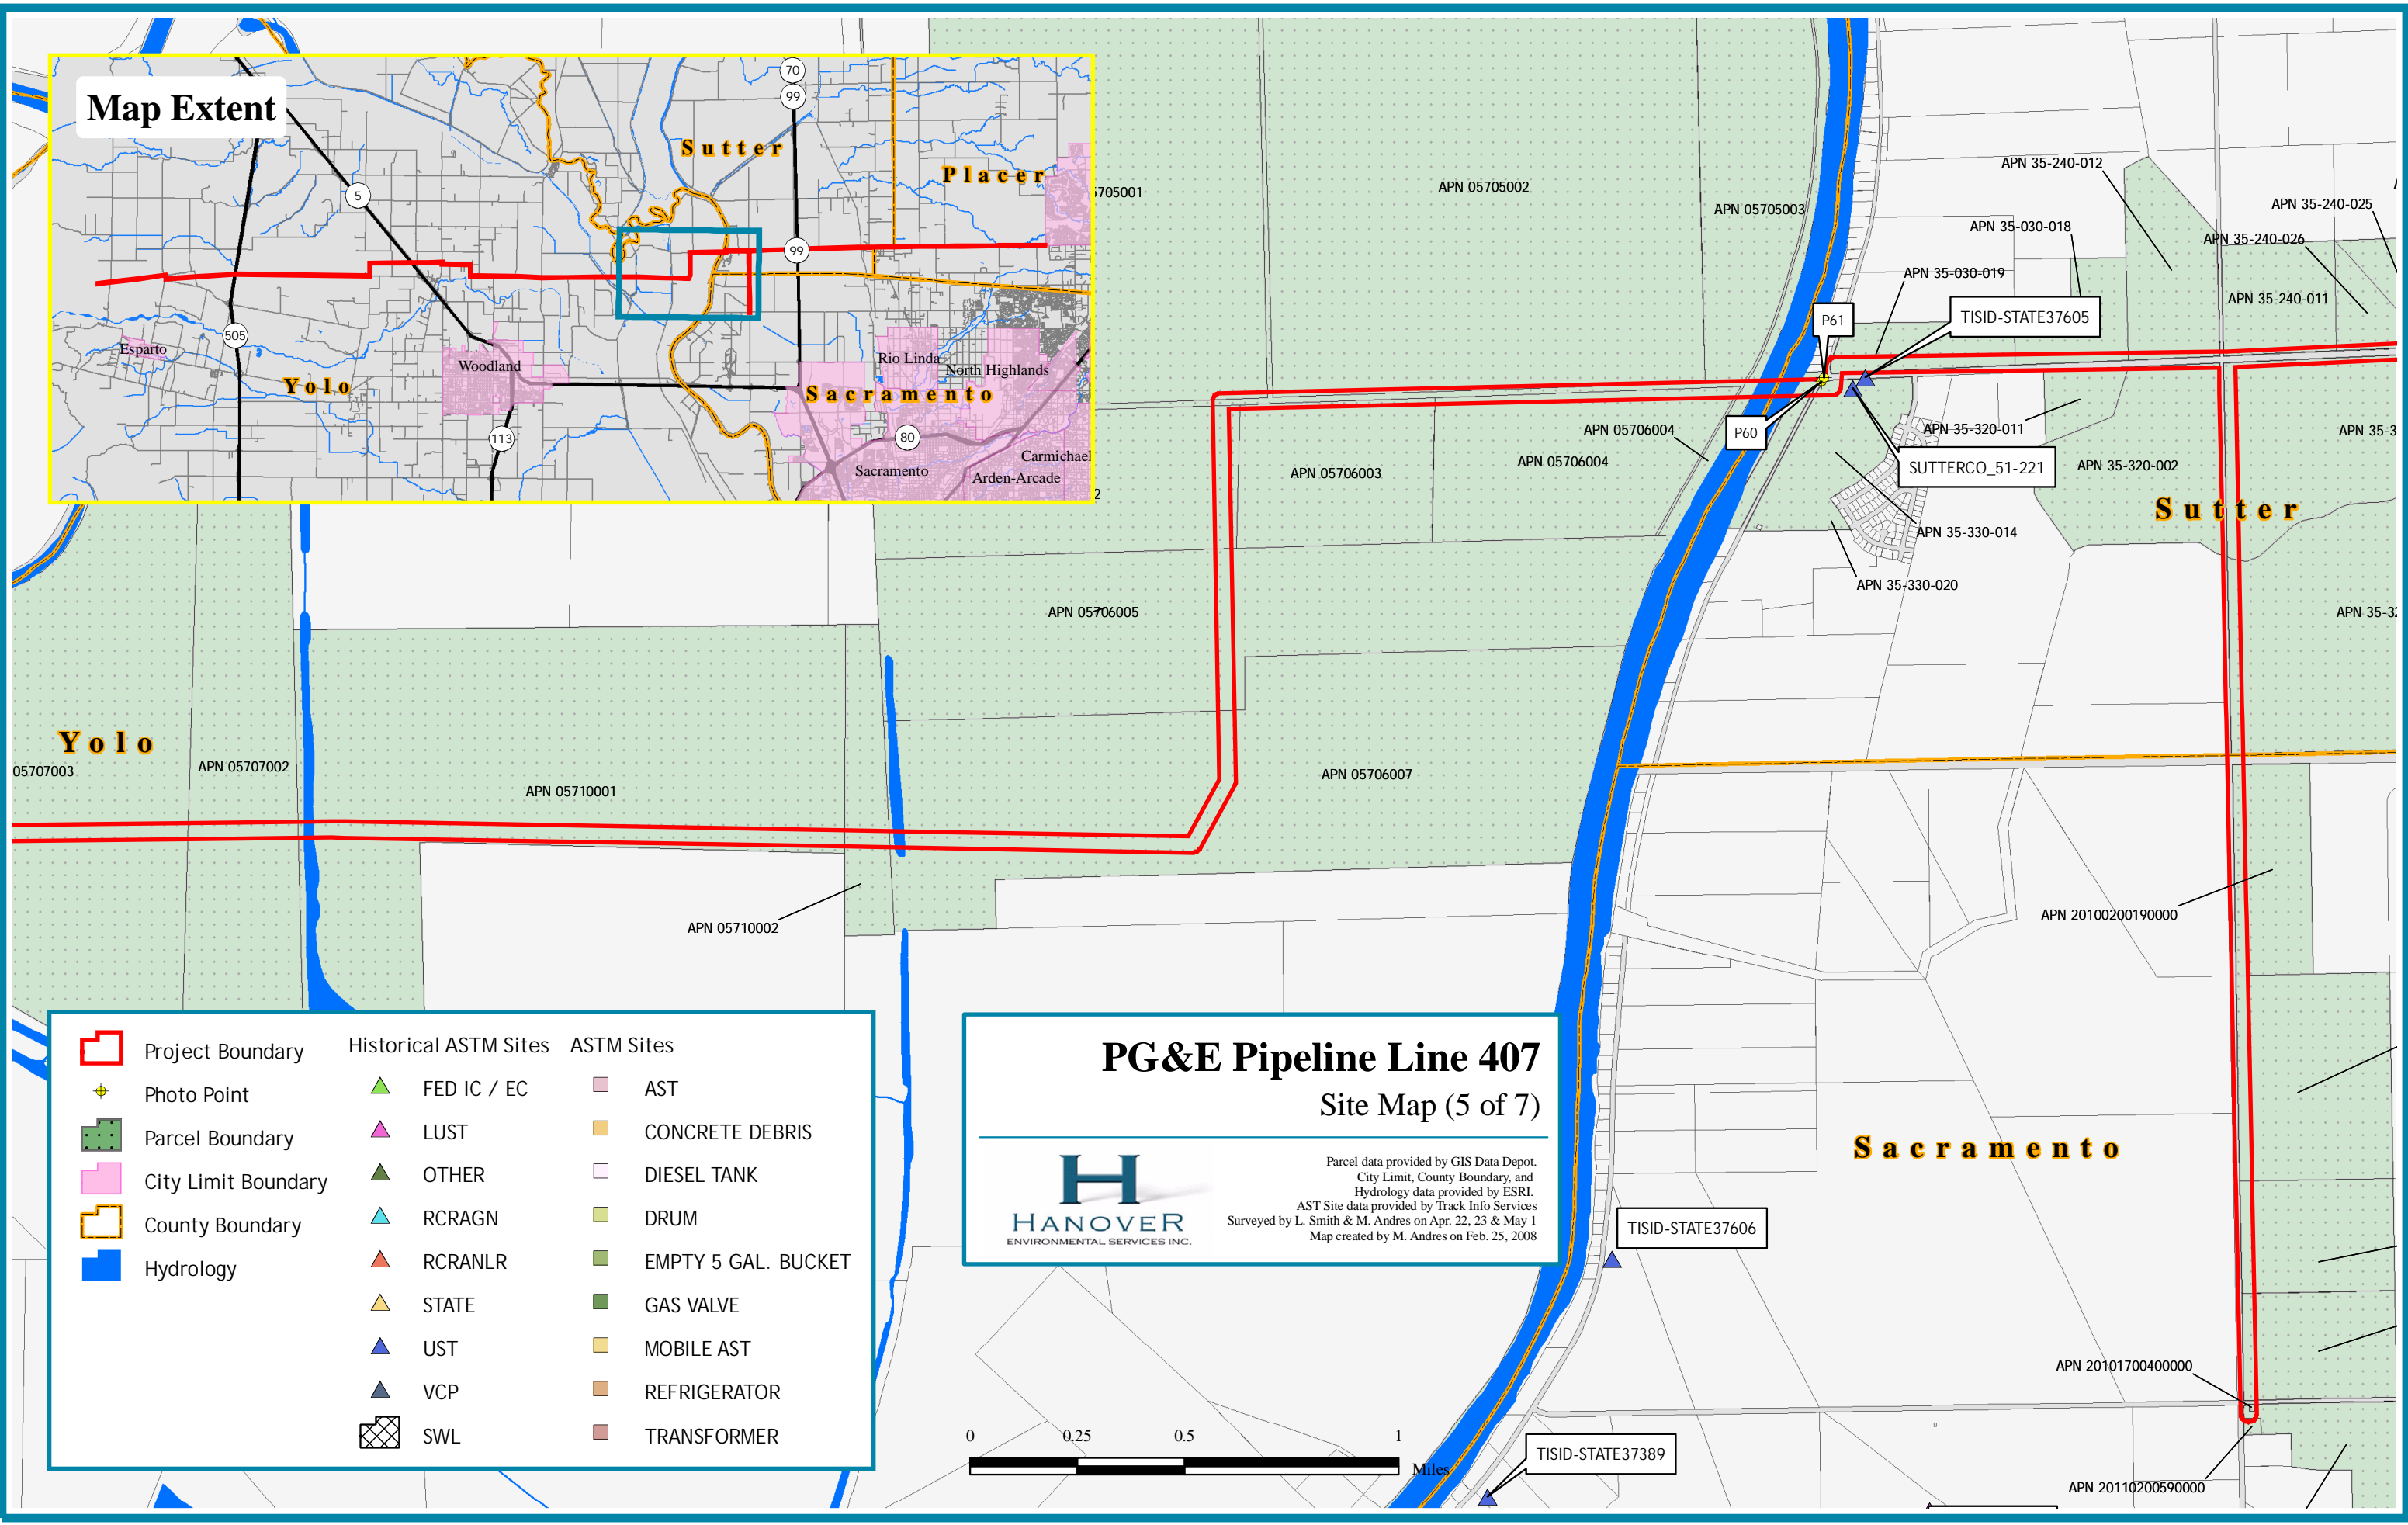 Map Extent
70
99
Sutter
Placer
5
99
505
Esparto
Woodland
Yolo
Rio Linda
North Highlands
Sacramento
113
80
Sacramento
Carmichael
Arden-Arcade
5705001
2
APN 05705002
APN 05705003
APN 35-240-012
APN 35-240-025
APN 35-030-018
APN 35-240-026
APN 35-030-019
APN 35-240-011
P61
TISID-STATE37605
P60
APN 05706004
APN 35-320-011
APN 35-3
APN 05706003
APN 05706004
SUTTERCO_51-221
APN 35-320-002
Sutter
APN 35-330-014
APN 35-330-020
APN 05706005
APN 35-32
Yolo
05707003
APN 05707002
APN 05710001
APN 05706007
APN 05710002
APN 20100200190000
Sacramento
TISID-STATE37606
APN 20101700400000
TISID-STATE37389
APN 20110200590000
Project Boundary
Photo Point
Parcel Boundary
City Limit Boundary
County Boundary
Hydrology
Historical ASTM Sites
FED IC / EC
LUST
OTHER
RCRAGN
RCRANLR
STATE
UST
VCP
SWL
ASTM Sites
AST
CONCRETE DEBRIS
DIESEL TANK
DRUM
EMPTY 5 GAL. BUCKET
GAS VALVE
MOBILE AST
REFRIGERATOR
TRANSFORMER
PG&E Pipeline Line 407
Site Map (5 of 7)
H
HANOVER
ENVIRONMENTAL SERVICES INC.
Parcel data provided by GIS Data Depot.
City Limit, County Boundary, and
Hydrology data provided by ESRI.
AST Site data provided by Track Info Services
Surveyed by L. Smith & M. Andres on Apr. 22, 23 & May 1
Map created by M. Andres on Feb. 25, 2008
0 0.25 0.5 1
Miles